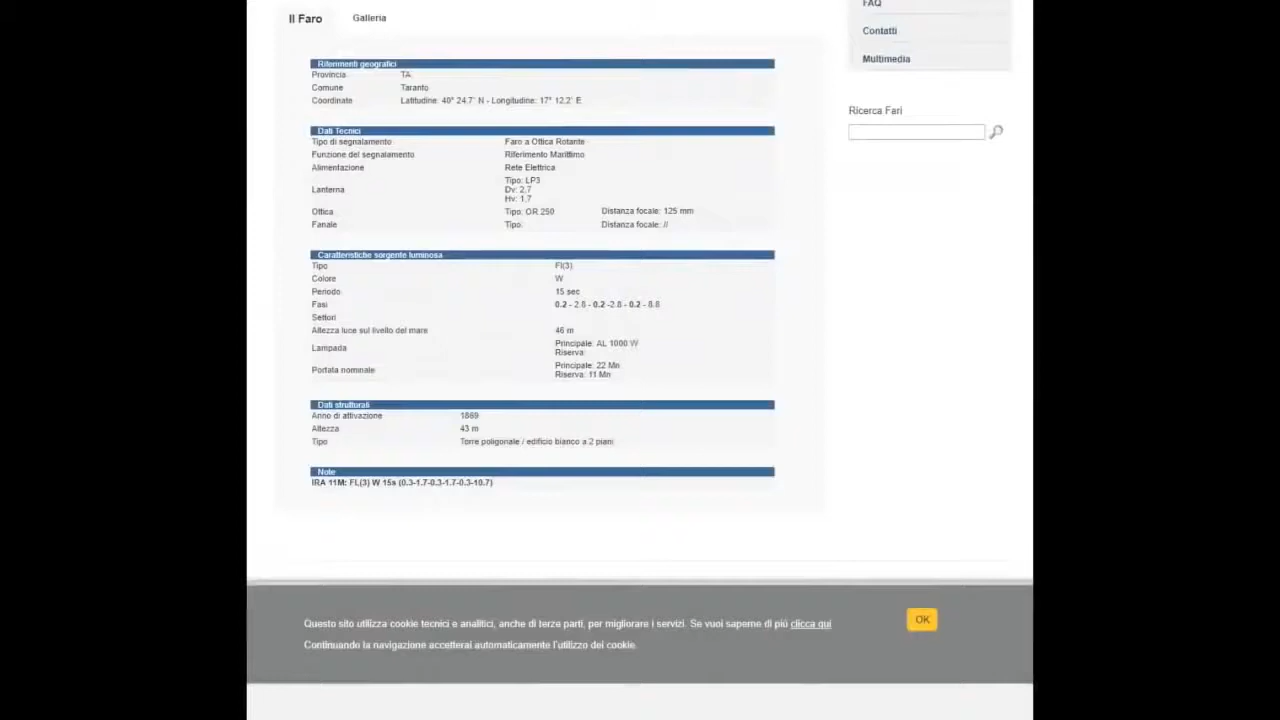 FAQ
Il Faro Galleria
Contatti
Multimedia
Riferimenti geografici
Provincia TA
Comune Taranto
Coordinate Latitudine: 40° 24.7' N - Longitudine: 17° 12.2' E
Ricerca Fari
Dati Tecnici
Tipo di segnalamento Faro a Ottica Rotante
Funzione del segnalamento Riferimento Marittimo
Alimentazione Rete Elettrica
Lanterna Tipo: LP3
Dv: 2,7
Hv: 1,7
Ottica Tipo: OR 250 Distanza focale: 125 mm
Fanale Tipo: Distanza focale: //
Caratteristiche sorgente luminosa
Tipo Fl(3)
Colore W
Periodo 15 sec
Fasi 0.2 - 2.8 - 0.2 -2.8 - 0.2 - 8.8
Settori
Altezza luce sul livello del mare 46 m
Lampada Principale: AL 1000 W
Riserva:
Portata nominale Principale: 22 Mn
Riserva: 11 Mn
Dati strutturali
Anno di attivazione 1869
Altezza 43 m
Tipo Torre poligonale / edificio bianco a 2 piani
Note
IRA 11M: FL(3) W 15s (0.3-1.7-0.3-1.7-0.3-10.7)
Questo sito utilizza cookie tecnici e analitici, anche di terze parti, per migliorare i servizi. Se vuoi saperne di più clicca qui
OK
Continuando la navigazione accetterai automaticamente l'utilizzo dei cookie.